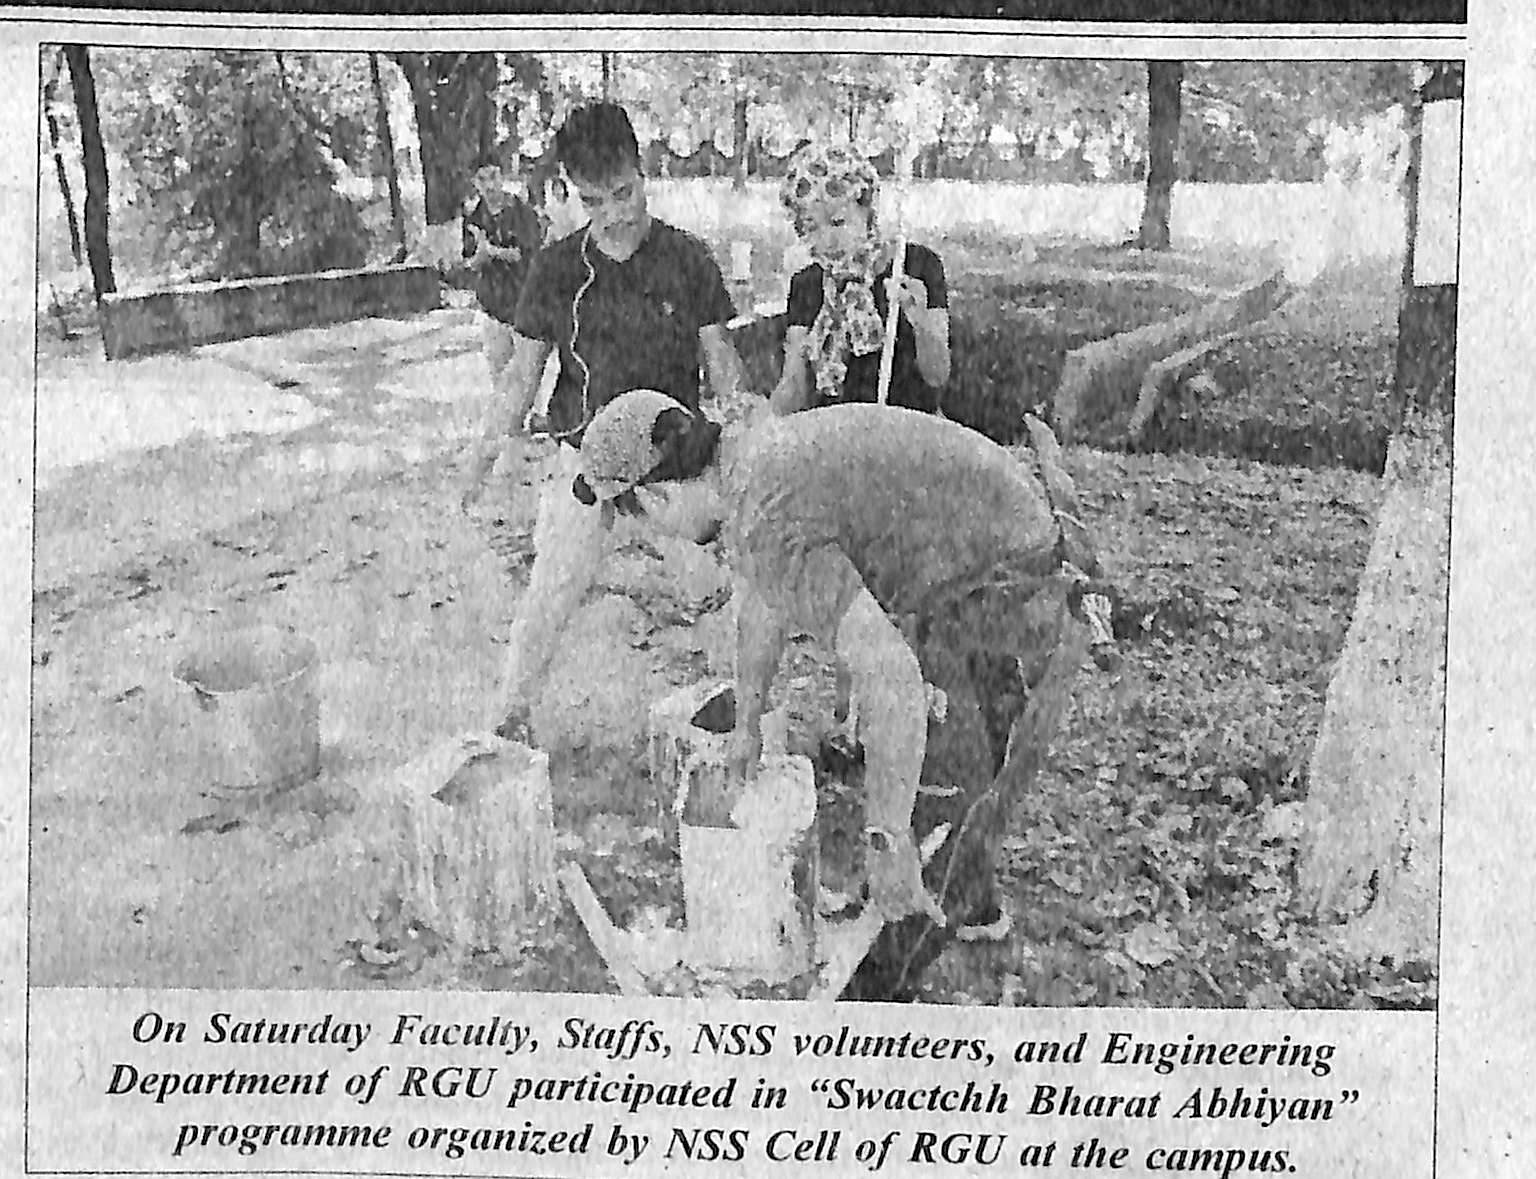 On Saturday Faculty, Staffs, NSS volunteers, and Engineering
Department of RGU participated in “Swactchh Bharat Abhiyan”
programme organized by NSS Cell of RGU at the campus.